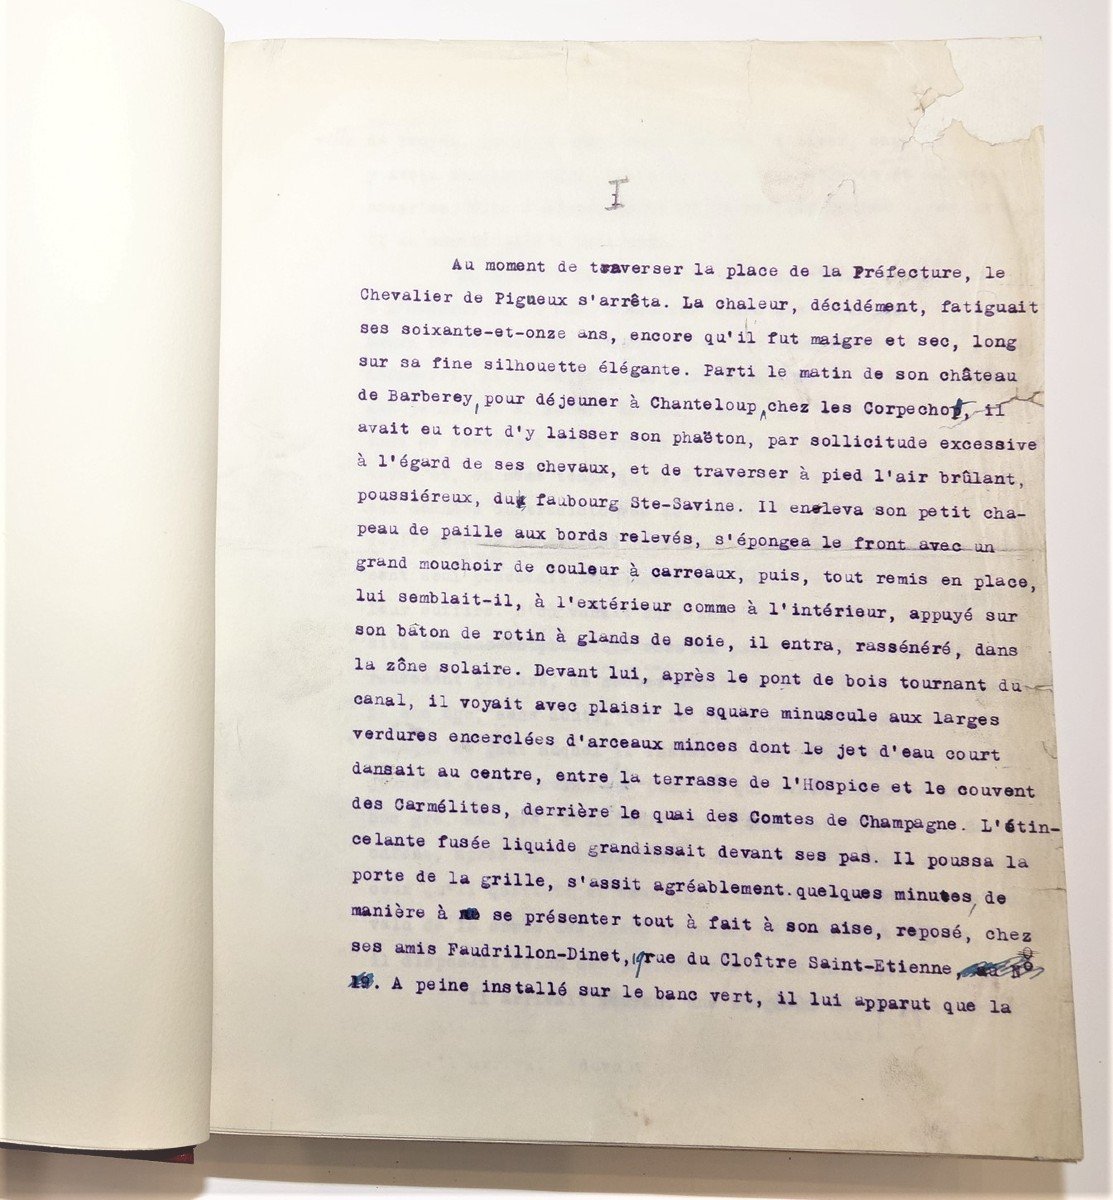 I
Au moment de traverser la place de la Préfecture, le
Chevalier de Pigneux s'arrêta. La chaleur, décidément, fatiguait
ses soixante-et-onze ans, encore qu'il fut maigre et sec, long
sur sa fine silhouette élégante. Parti le matin de son château
de Barberey, pour déjeuner à Chanteloup, chez les Corpechot, il
avait eu tort d'y laisser son phaëton, par sollicitude excessive
à l'égard de ses chevaux, et de traverser à pied l'air brûlant,
poussiéreux, du faubourg Ste-Savine. Il enleva son petit cha-
peau de paille aux bords relevés, s'épongea le front avec un
grand mouchoir de couleur à carreaux, puis, tout remis en place,
lui semblait-il, à l'extérieur comme à l'intérieur, appuyé sur
son bâton de rotin à glands de soie, il entra, rasséréné, dans
la zône solaire. Devant lui, après le pont de bois tournant du
canal, il voyait avec plaisir le square minuscule aux larges
verdures encerclées d'arceaux minces dont le jet d'eau court
dansait au centre, entre la terrasse de l'Hospice et le couvent
des Carmélites, derrière le quai des Comtes de Champagne. L'étin-
celante fusée liquide grandissait devant ses pas. Il poussa la
porte de la grille, s'assit agréablement.quelques minutes, de
manière à se présenter tout à fait à son aise, reposé, chez
ses amis Faudrillon-Dinet, 19 rue du Cloître Saint-Etienne, au N°
19. A peine installé sur le banc vert, il lui apparut que la